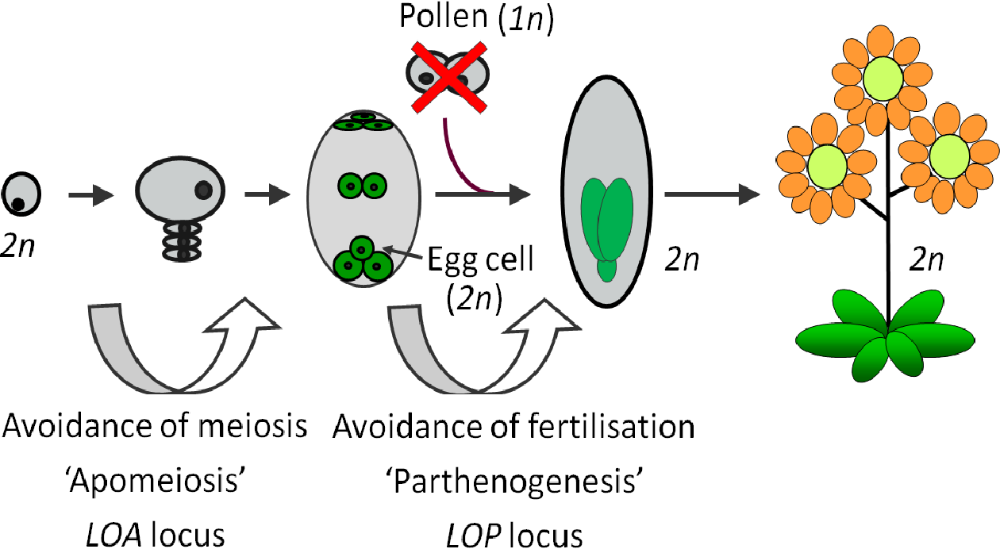 Pollen (1n)
2n
Egg cell
(2n)
2n
2n
Avoidance of meiosis
‘Apomeiosis’
LOA locus
Avoidance of fertilisation
‘Parthenogenesis’
LOP locus